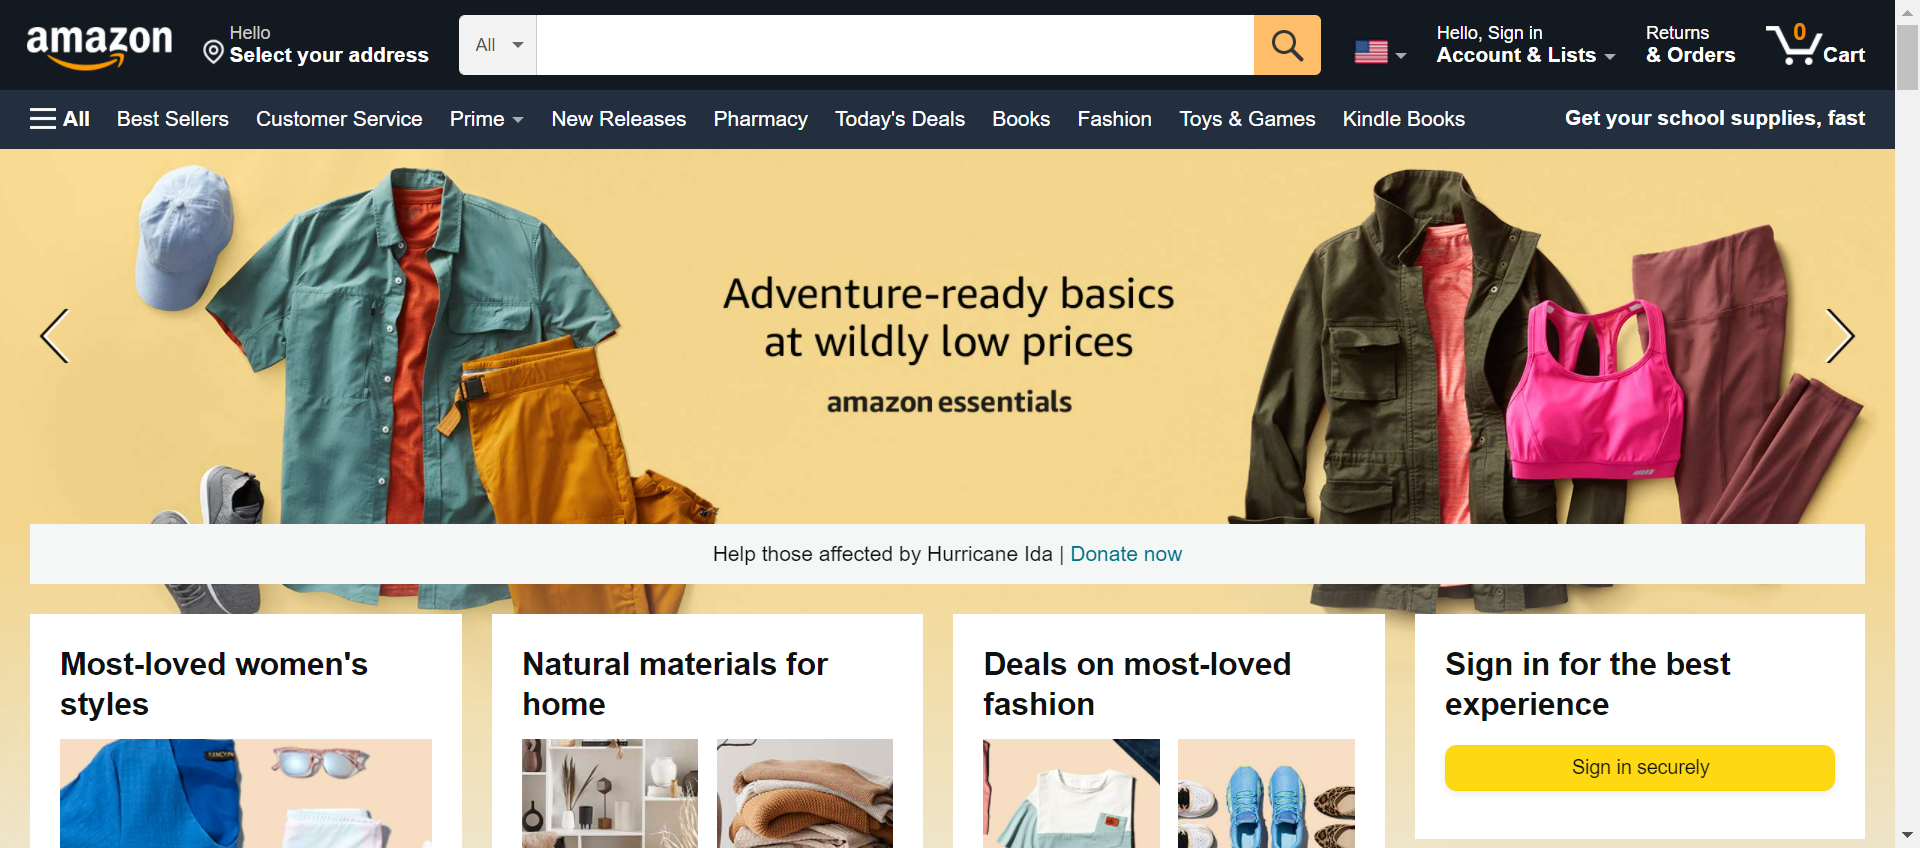 amazon
Hello
Select your address
All
Hello, Sign in
Account & Lists
Returns
& Orders
0
Cart
All
Best Sellers
Customer Service
Prime
New Releases
Pharmacy
Today's Deals
Books
Fashion
Toys & Games
Kindle Books
Get your school supplies, fast
Adventure-ready basics
at wildly low prices
amazon essentials
Help those affected by Hurricane Ida | Donate now
Most-loved women's
styles
Natural materials for
home
Deals on most-loved
fashion
Sign in for the best
experience
Sign in securely